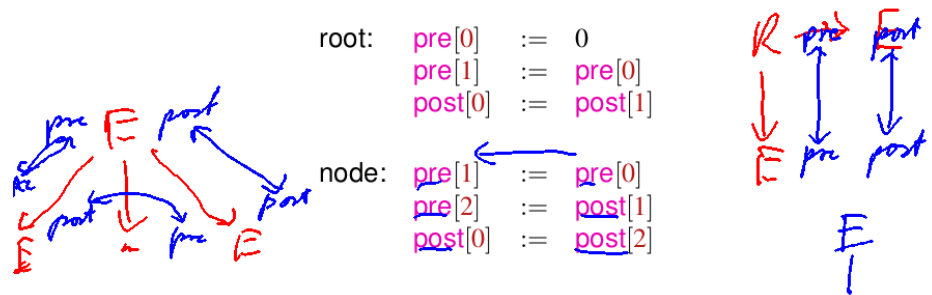 root: pre[0] := 0
pre[1] := pre[0]
post[0] := post[1]
node: pre[1] := pre[0]
pre[2] := post[1]
post[0] := post[2]
pre E post
post pre post
E E
R pre post
E pre post
E